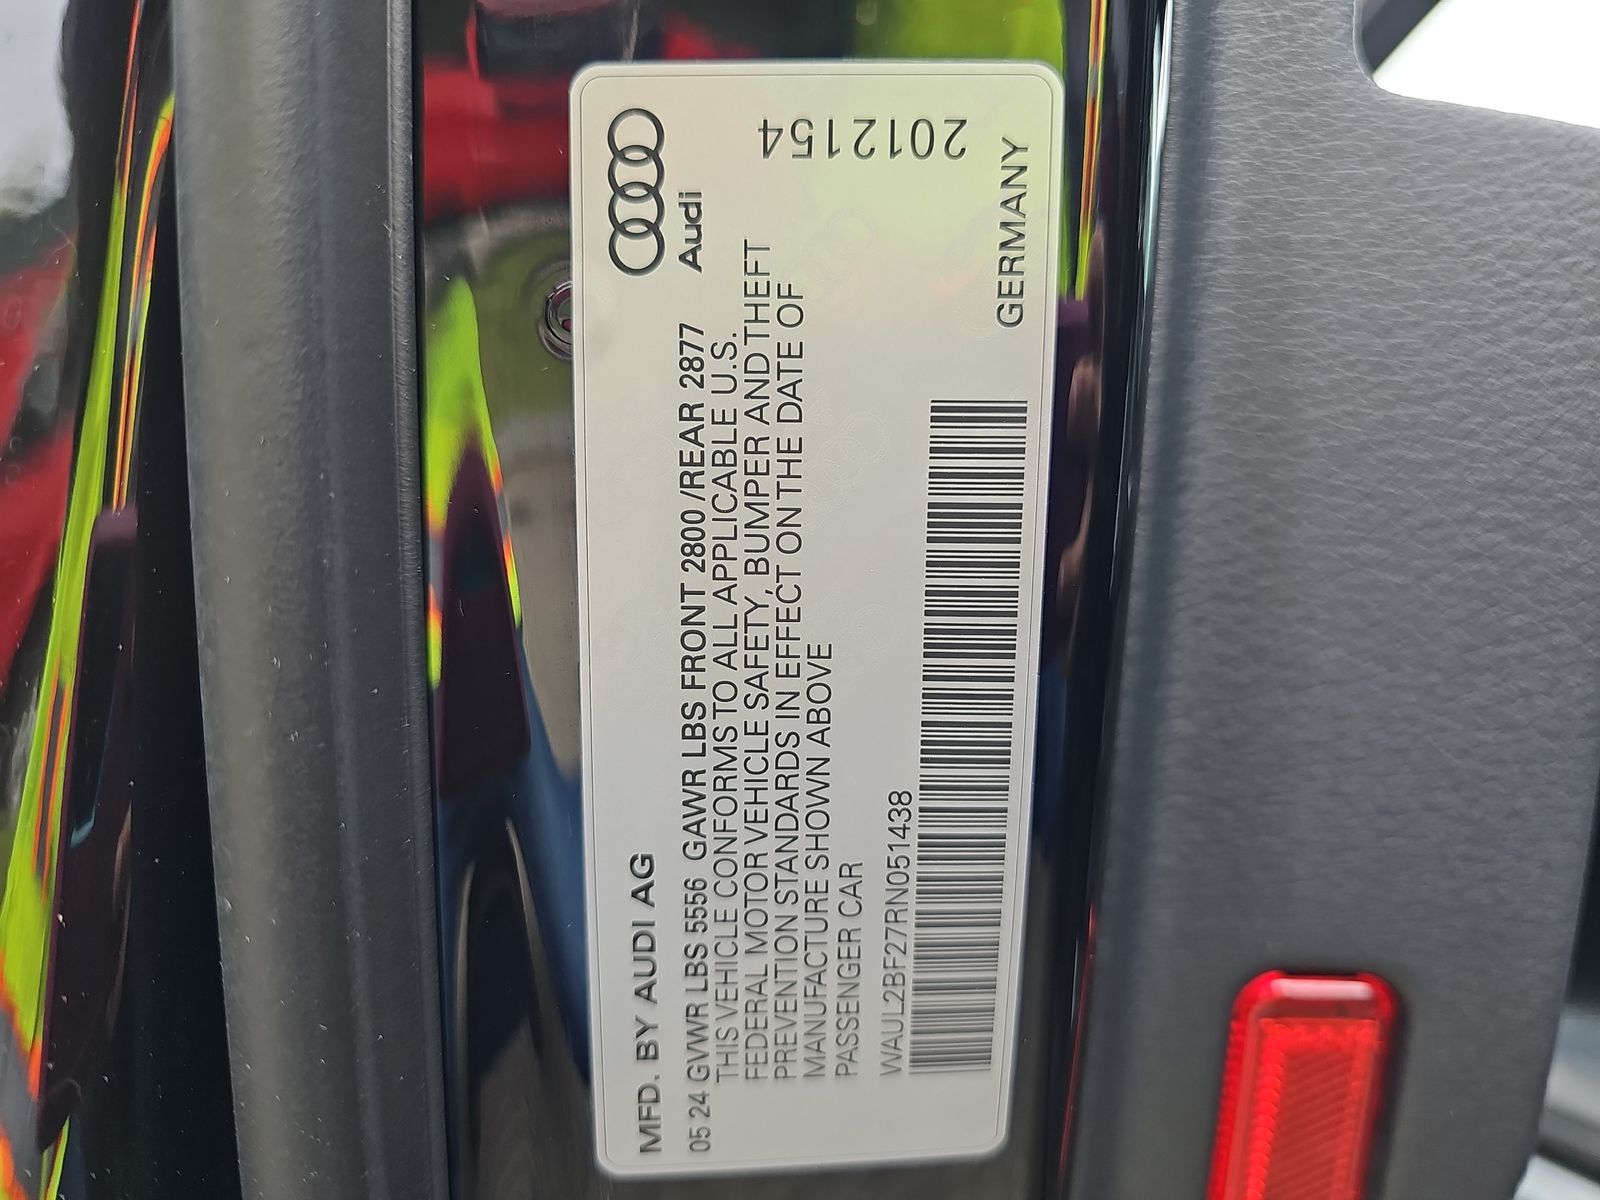 MFD. BY AUDI AG
Audi
05 24 GVWR LBS 5556 GAWR LBS FRONT 2800 /REAR 2877
THIS VEHICLE CONFORMS TO ALL APPLICABLE U.S.
FEDERAL MOTOR VEHICLE SAFETY, BUMPER AND THEFT
PREVENTION STANDARDS IN EFFECT ON THE DATE OF
MANUFACTURE SHOWN ABOVE
PASSENGER CAR
2012154
WAUL2BF27RN051438
GERMANY